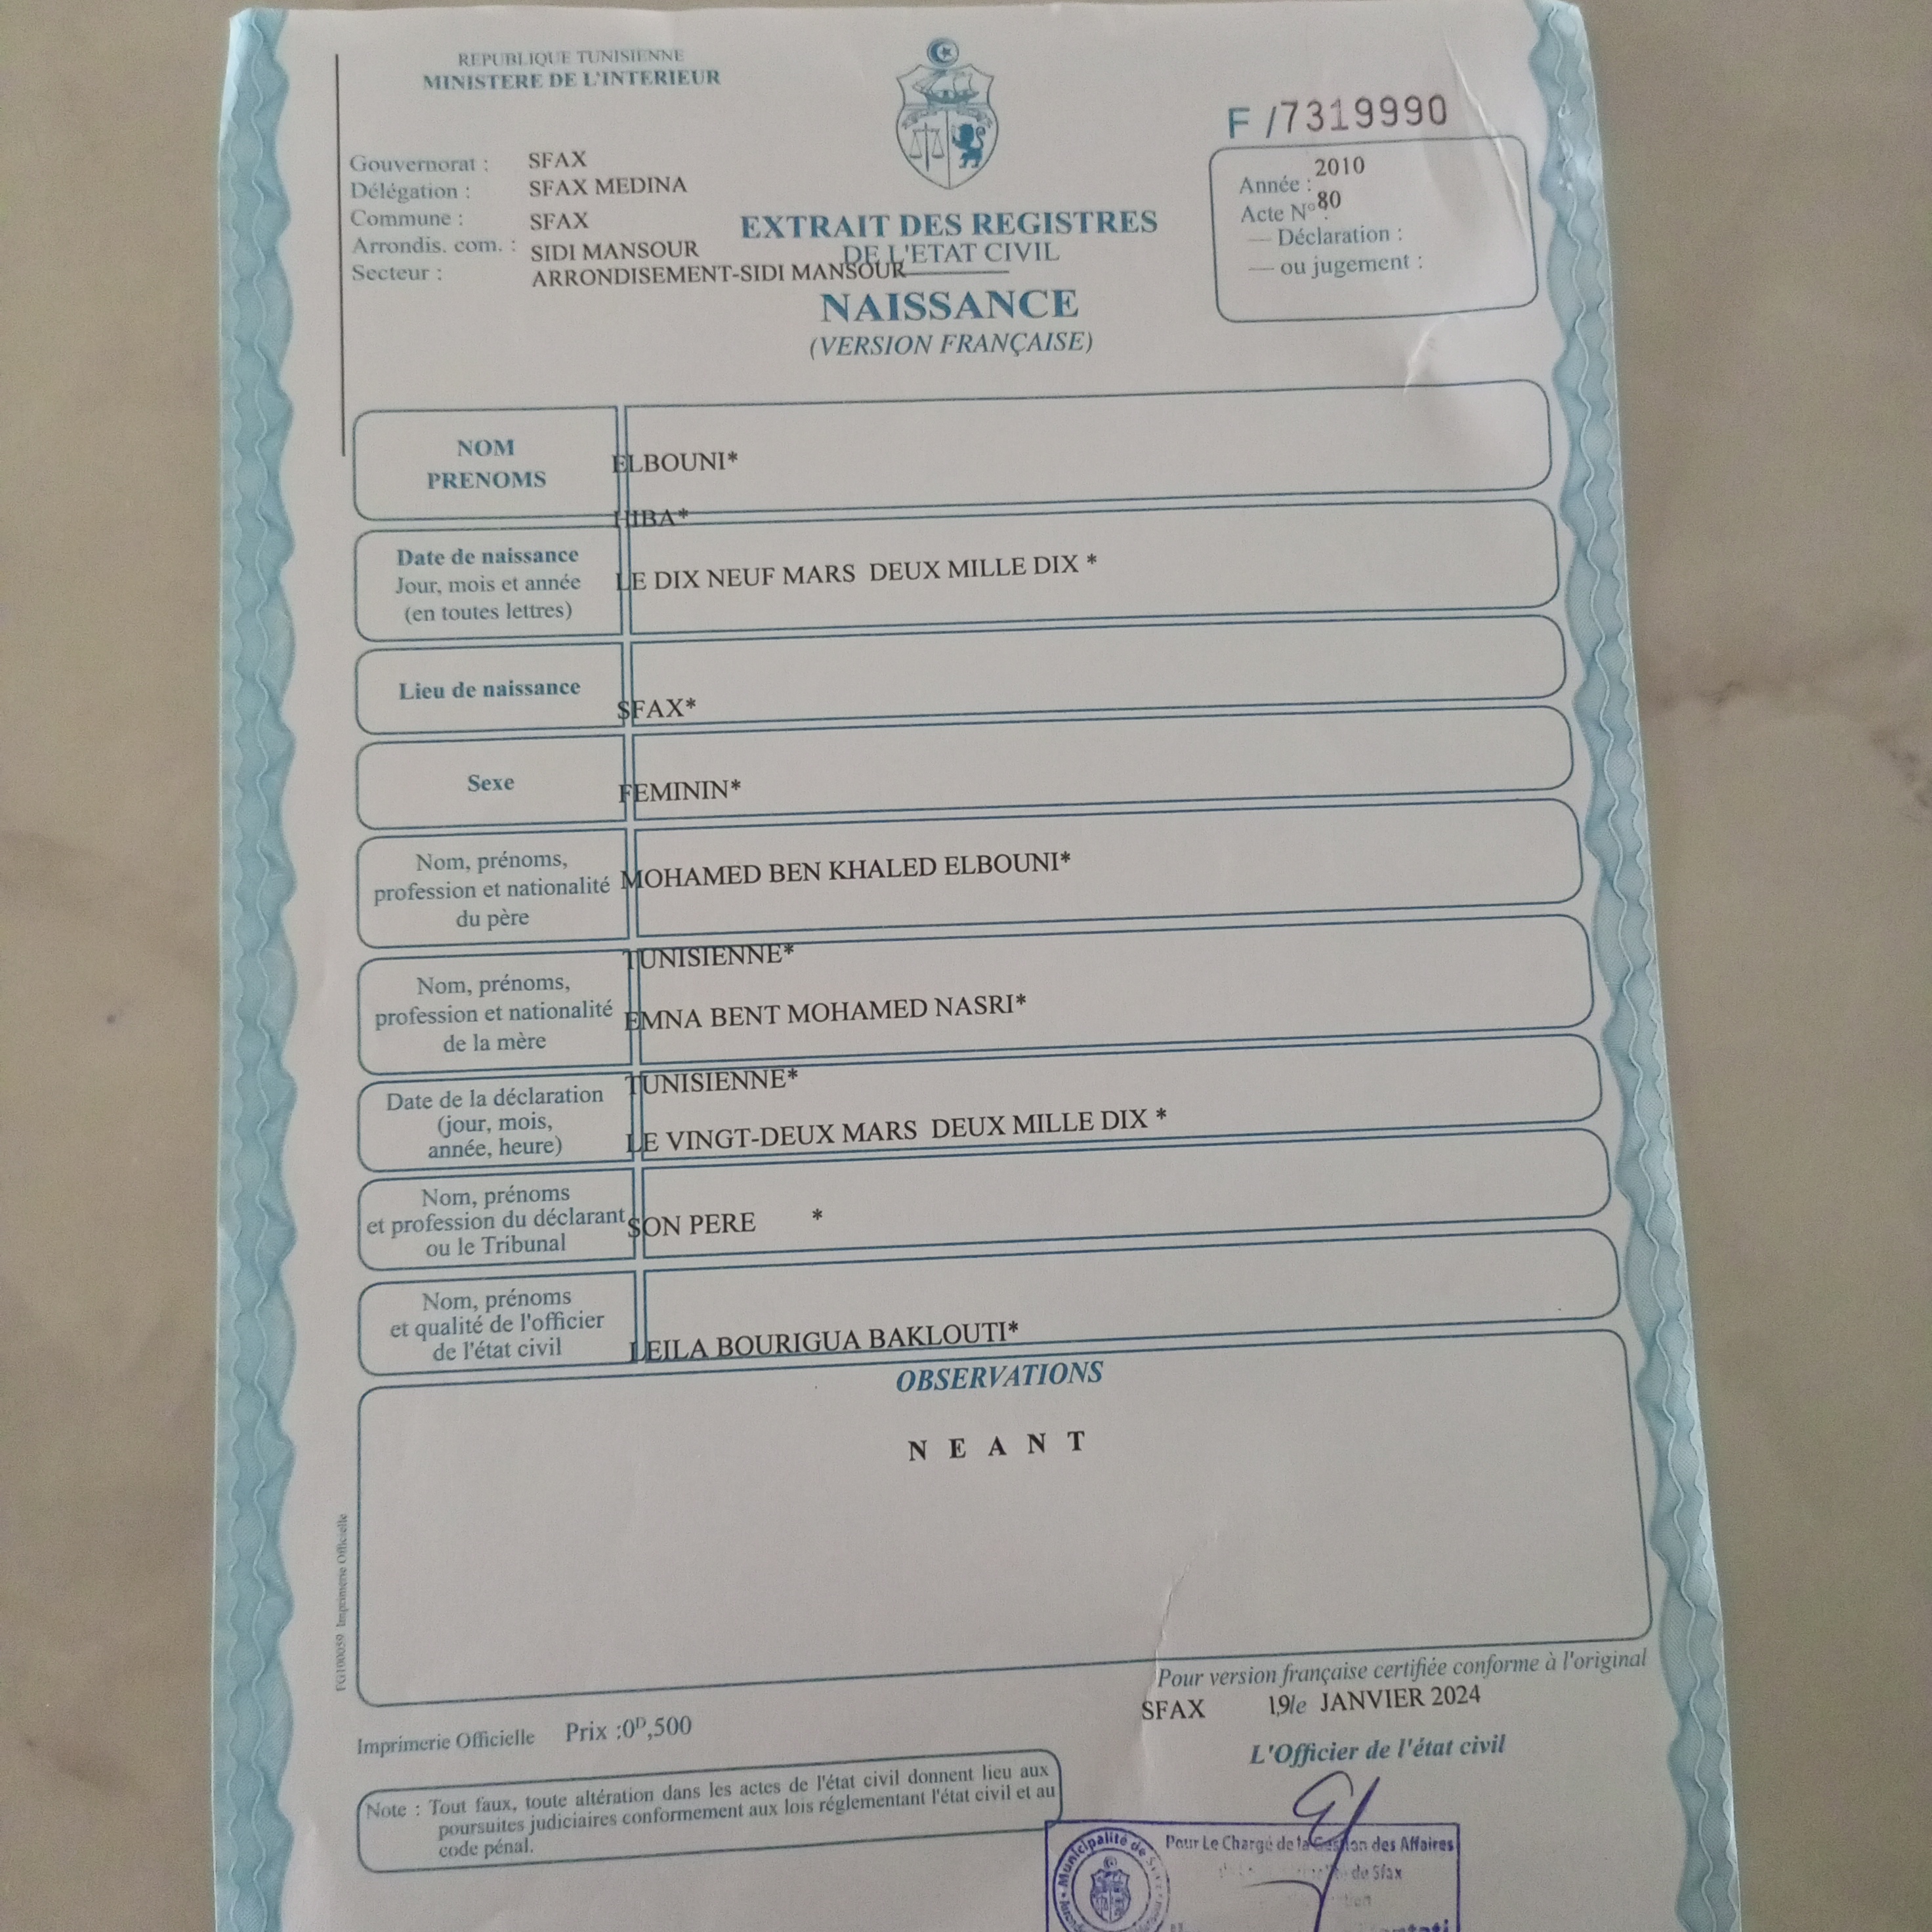 REPUBLIQUE TUNISIENNE
MINISTERE DE L'INTERIEUR
F /7319990
Gouvernorat : SFAX
Délégation : SFAX MEDINA
Commune : SFAX
Arrondis. com. : SIDI MANSOUR
Secteur : ARRONDISEMENT-SIDI MANSOUR
Année : 2010
Acte N° : 80
— Déclaration :
— ou jugement :
EXTRAIT DES REGISTRES
DE L'ETAT CIVIL
NAISSANCE
(VERSION FRANÇAISE)
NOM
PRENOMS
ELBOUNI*
HIBA*
Date de naissance
Jour, mois et année
(en toutes lettres)
LE DIX NEUF MARS DEUX MILLE DIX *
Lieu de naissance
SFAX*
Sexe
FEMININ*
Nom, prénoms,
profession et nationalité
du père
MOHAMED BEN KHALED ELBOUNI*
TUNISIENNE*
Nom, prénoms,
profession et nationalité
de la mère
EMNA BENT MOHAMED NASRI*
TUNISIENNE*
Date de la déclaration
(jour, mois,
année, heure)
LE VINGT-DEUX MARS DEUX MILLE DIX *
Nom, prénoms
et profession du déclarant
ou le Tribunal
SON PERE *
Nom, prénoms
et qualité de l'officier
de l'état civil
LEILA BOURIGUA BAKLOUTI*
OBSERVATIONS
N E A N T
Imprimerie Officielle
Pour version française certifiée conforme à l'original
SFAX 19 le JANVIER 2024
Imprimerie Officielle Prix :0ᴰ,500
L'Officier de l'état civil
Note : Tout faux, toute altération dans les actes de l'état civil donnent lieu aux
poursuites judiciaires conformement aux lois réglementant l'état civil et au
code pénal.
Municipalité de
Pour Le Chargé de la Gestion des Affaires
de Sfax